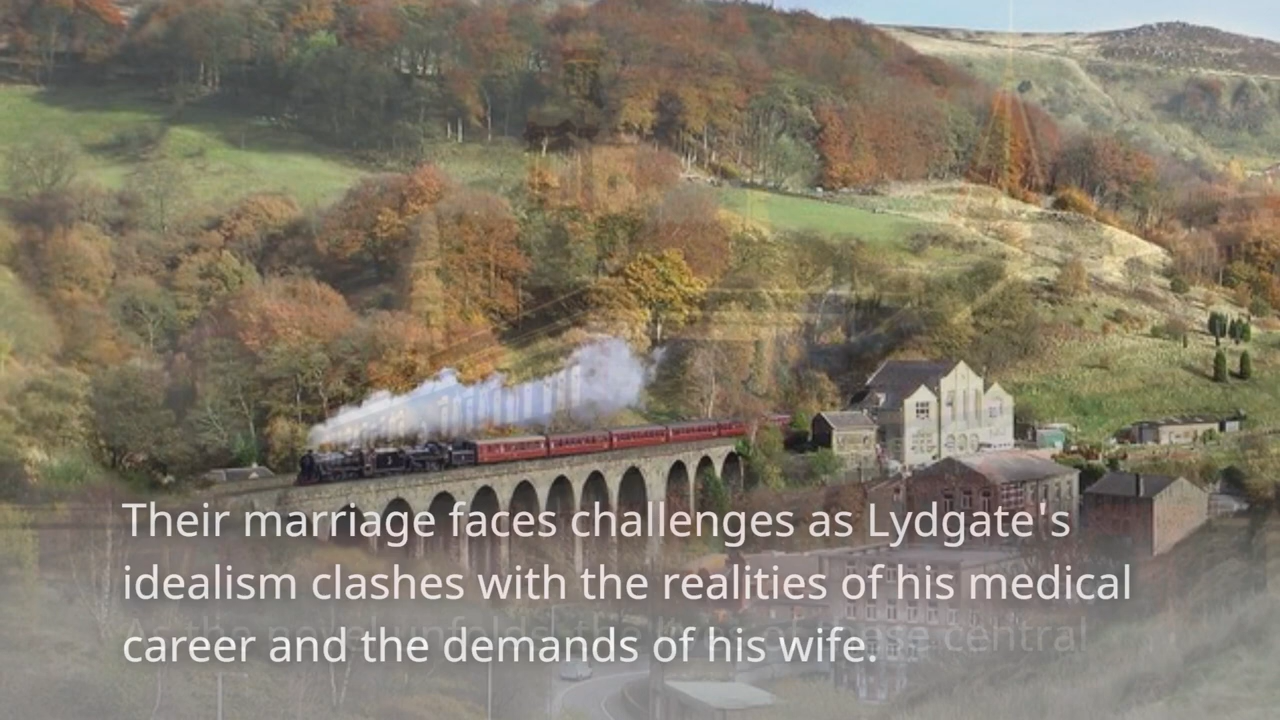 Their marriage faces challenges as Lydgate's
idealism clashes with the realities of his medical
career and the demands of his wife.